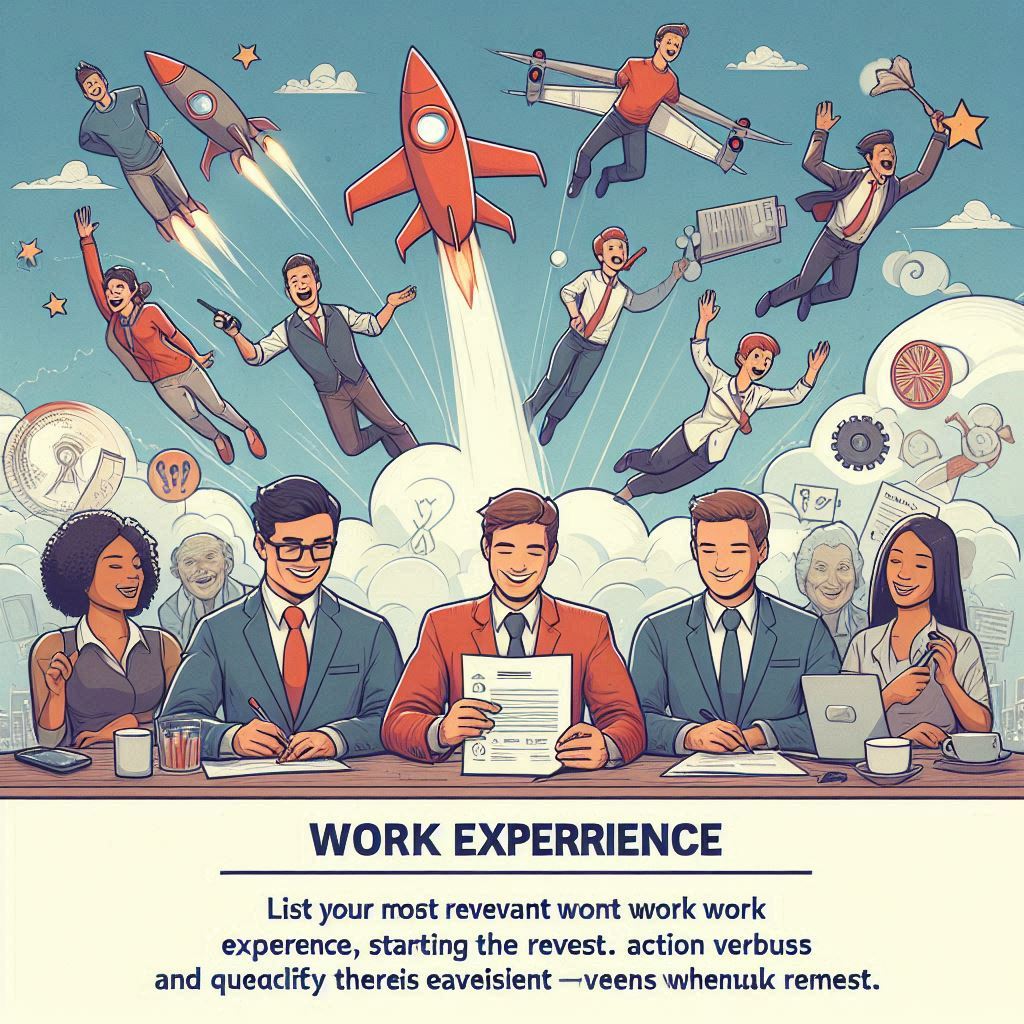 WORK EXPERRIENCE
List your most revevant wont work work
experence, starting the revest. action verbuss
and queaclify thereis eaveisient —veens whenuuk remest.